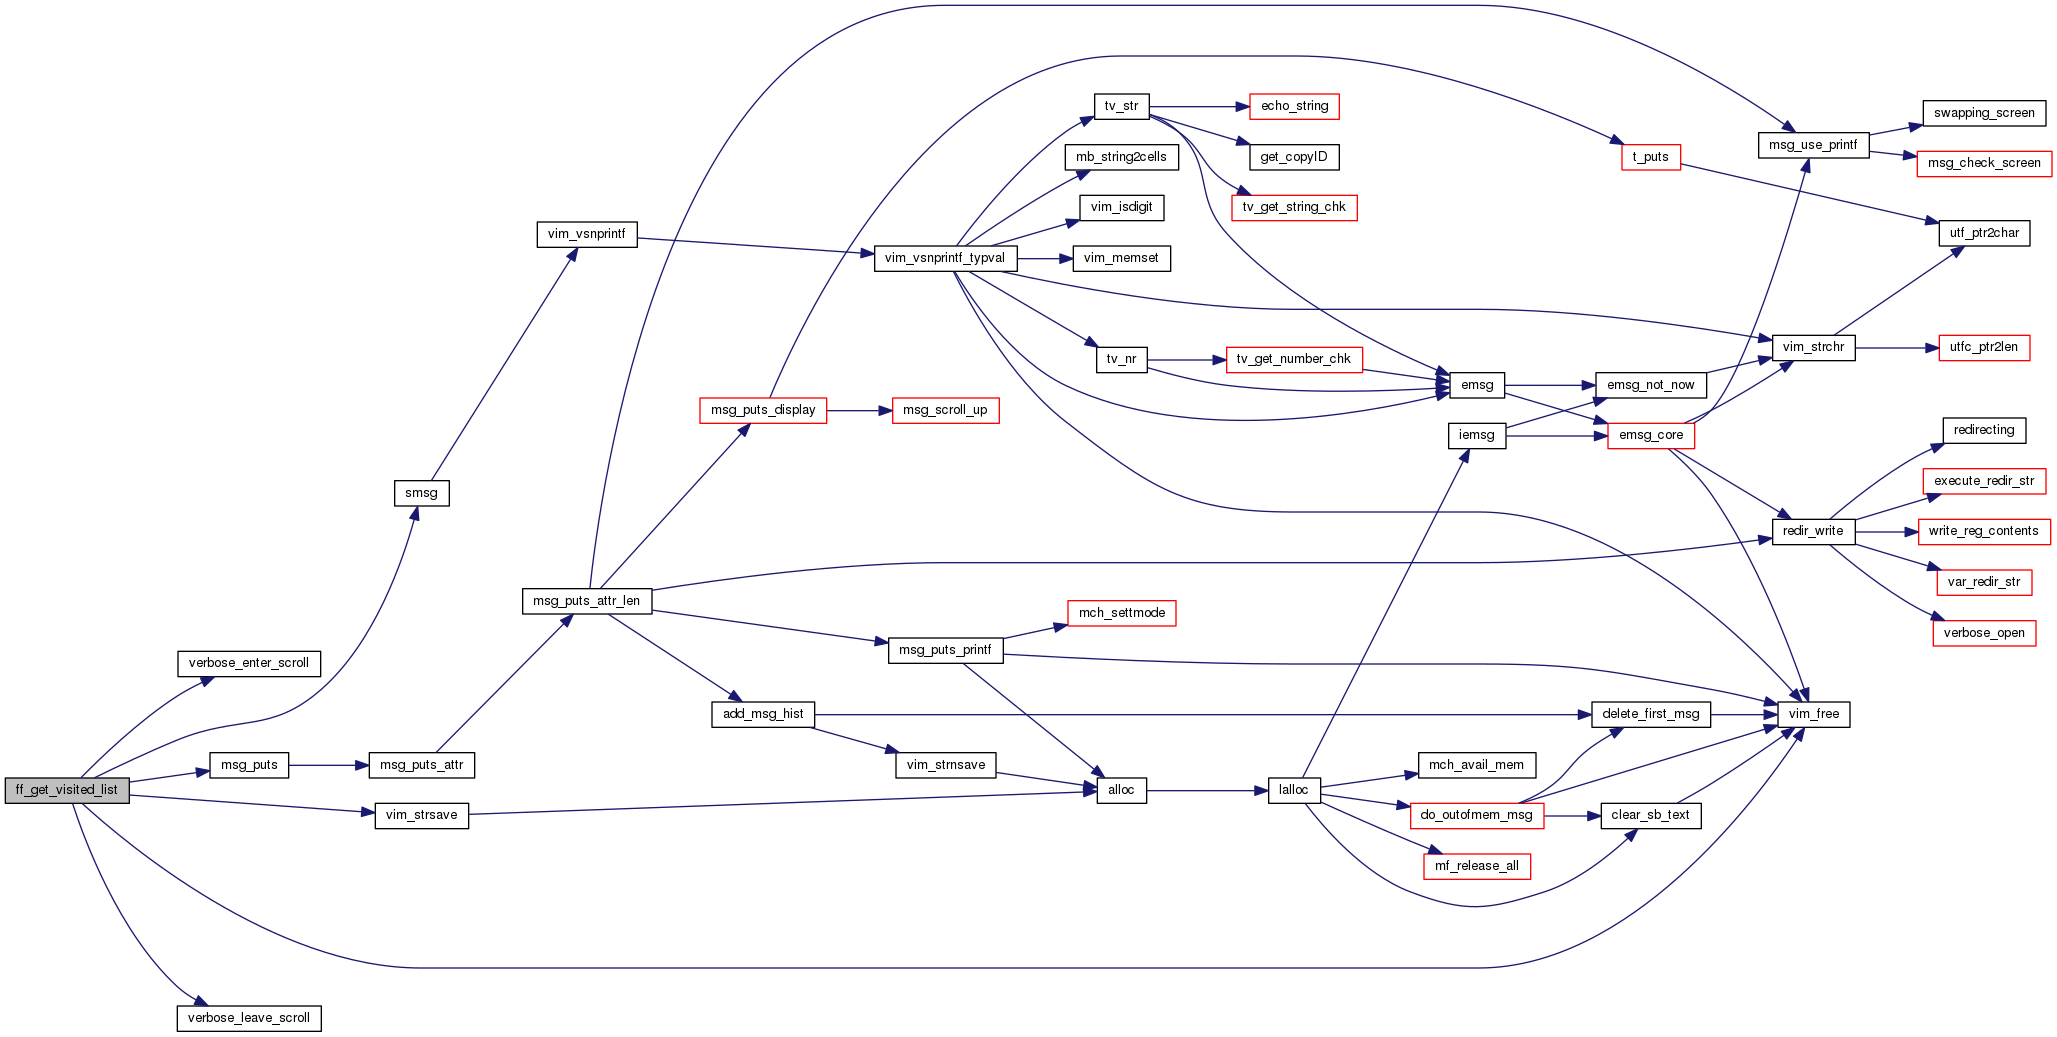 ff_get_visited_list
verbose_enter_scroll
smsg
msg_puts
vim_strsave
verbose_leave_scroll
msg_puts_attr
vim_vsnprintf
msg_puts_attr_len
msg_puts_display
add_msg_hist
vim_vsnprintf_typval
msg_scroll_up
msg_puts_printf
vim_strnsave
tv_str
mb_string2cells
vim_isdigit
vim_memset
tv_nr
mch_settmode
alloc
echo_string
get_copyID
tv_get_string_chk
tv_get_number_chk
lalloc
emsg
iemsg
mch_avail_mem
do_outofmem_msg
mf_release_all
t_puts
emsg_not_now
emsg_core
delete_first_msg
clear_sb_text
msg_use_printf
vim_strchr
redir_write
vim_free
swapping_screen
msg_check_screen
utf_ptr2char
utfc_ptr2len
redirecting
execute_redir_str
write_reg_contents
var_redir_str
verbose_open